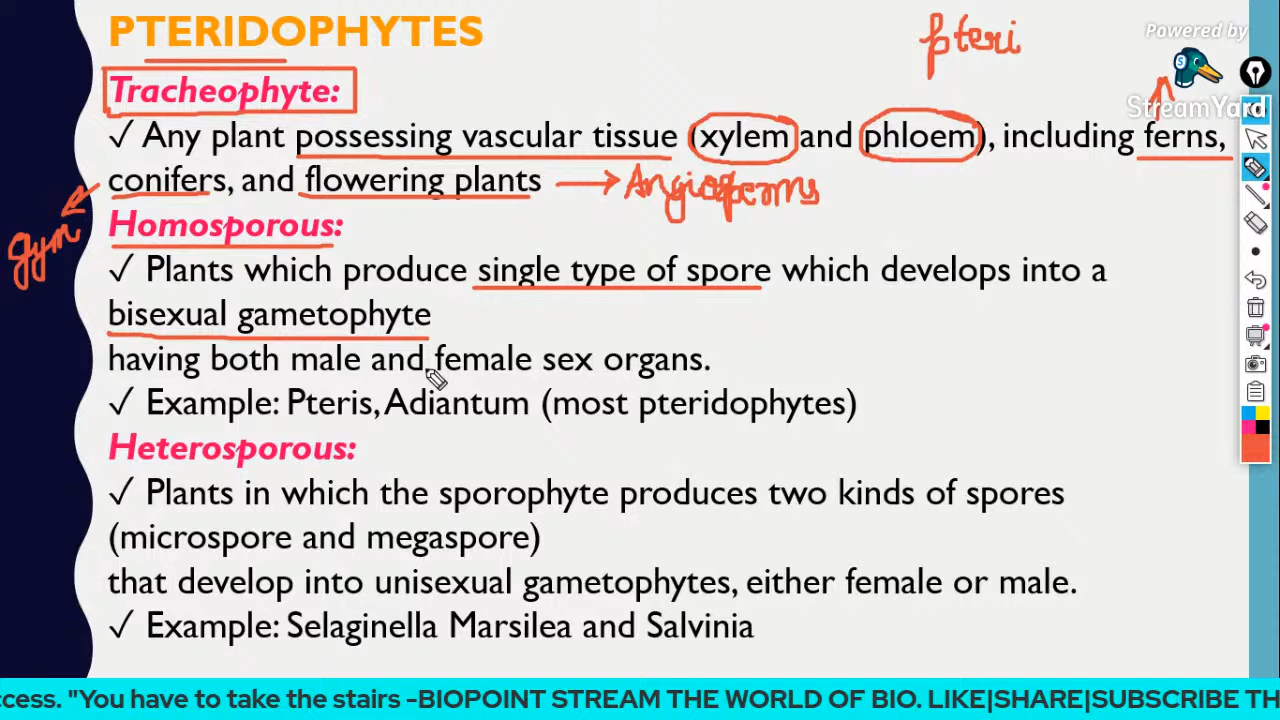 PTERIDOPHYTES
pteri
Powered by
StreamYard
Tracheophyte:
✓ Any plant possessing vascular tissue (xylem and phloem), including ferns,
conifers, and flowering plants → Angiosperms
gym
Homosporous:
✓ Plants which produce single type of spore which develops into a
bisexual gametophyte
having both male and female sex organs.
✓ Example: Pteris, Adiantum (most pteridophytes)
Heterosporous:
✓ Plants in which the sporophyte produces two kinds of spores
(microspore and megaspore)
that develop into unisexual gametophytes, either female or male.
✓ Example: Selaginella Marsilea and Salvinia
ccess. "You have to take the stairs -BIOPOINT STREAM THE WORLD OF BIO. LIKE|SHARE|SUBSCRIBE TH